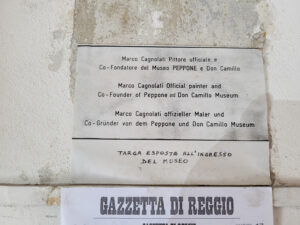 Marco Cagnolati Pittore ufficiale e
Co-Fondatore del Museo PEPPONE e Don Camillo
Marco Cagnolati Official painter and
Co-Founder of Peppone and Don Camillo Museum
Marco Cagnolati offizieller Maler und
Co-Gründer von dem Peppone und Don Camillo Museum
TARGA ESPOSTA ALL'INGRESSO
DEL MUSEO
GAZZETTA DI REGGIO